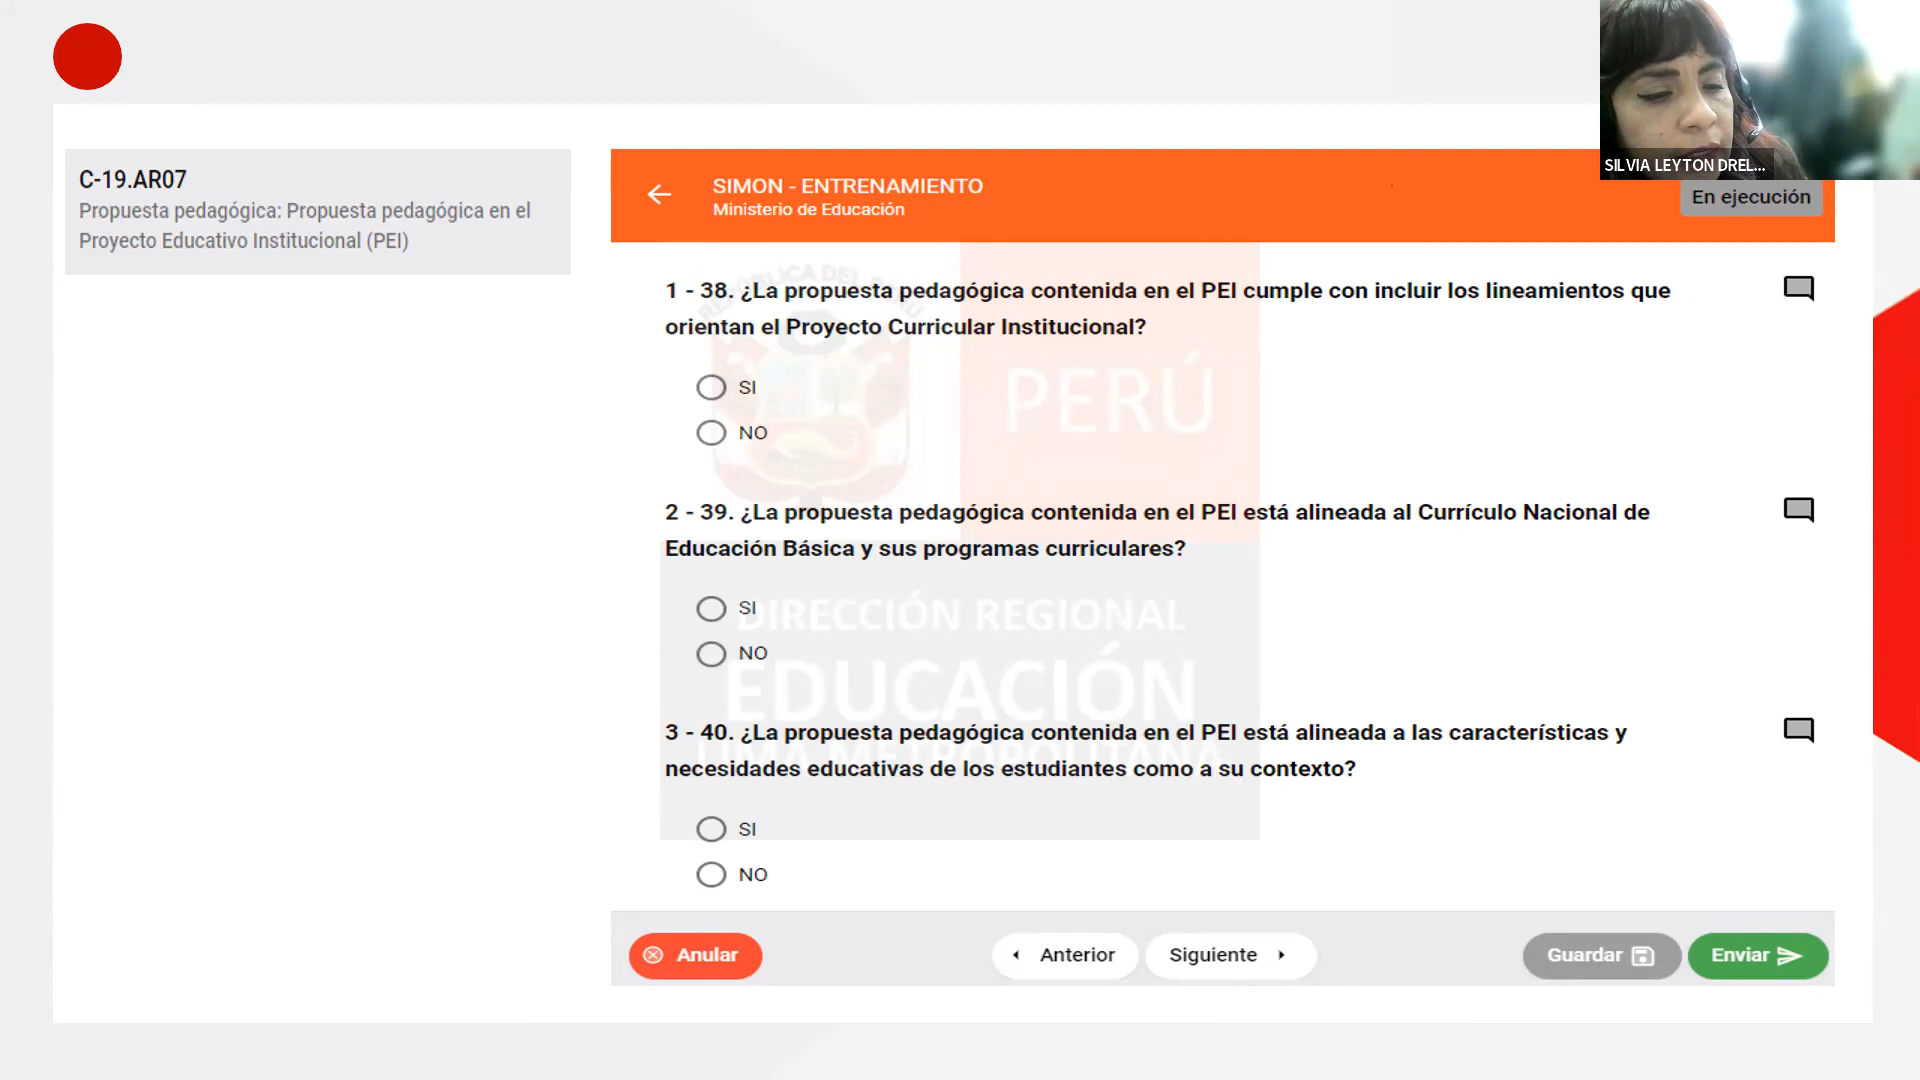 SILVIA LEYTON DREL...
C-19.AR07
Propuesta pedagógica: Propuesta pedagógica en el
Proyecto Educativo Institucional (PEI)
SIMON - ENTRENAMIENTO
Ministerio de Educación
En ejecución
1 - 38. ¿La propuesta pedagógica contenida en el PEI cumple con incluir los lineamientos que
orientan el Proyecto Curricular Institucional?
SI
NO
2 - 39. ¿La propuesta pedagógica contenida en el PEI está alineada al Currículo Nacional de
Educación Básica y sus programas curriculares?
SI
NO
3 - 40. ¿La propuesta pedagógica contenida en el PEI está alineada a las características y
necesidades educativas de los estudiantes como a su contexto?
SI
NO
REPÚBLICA DEL PERÚ
PERÚ
DIRECCIÓN REGIONAL
EDUCACIÓN
LIMA METROPOLITANA
Anular
Anterior
Siguiente
Guardar
Enviar